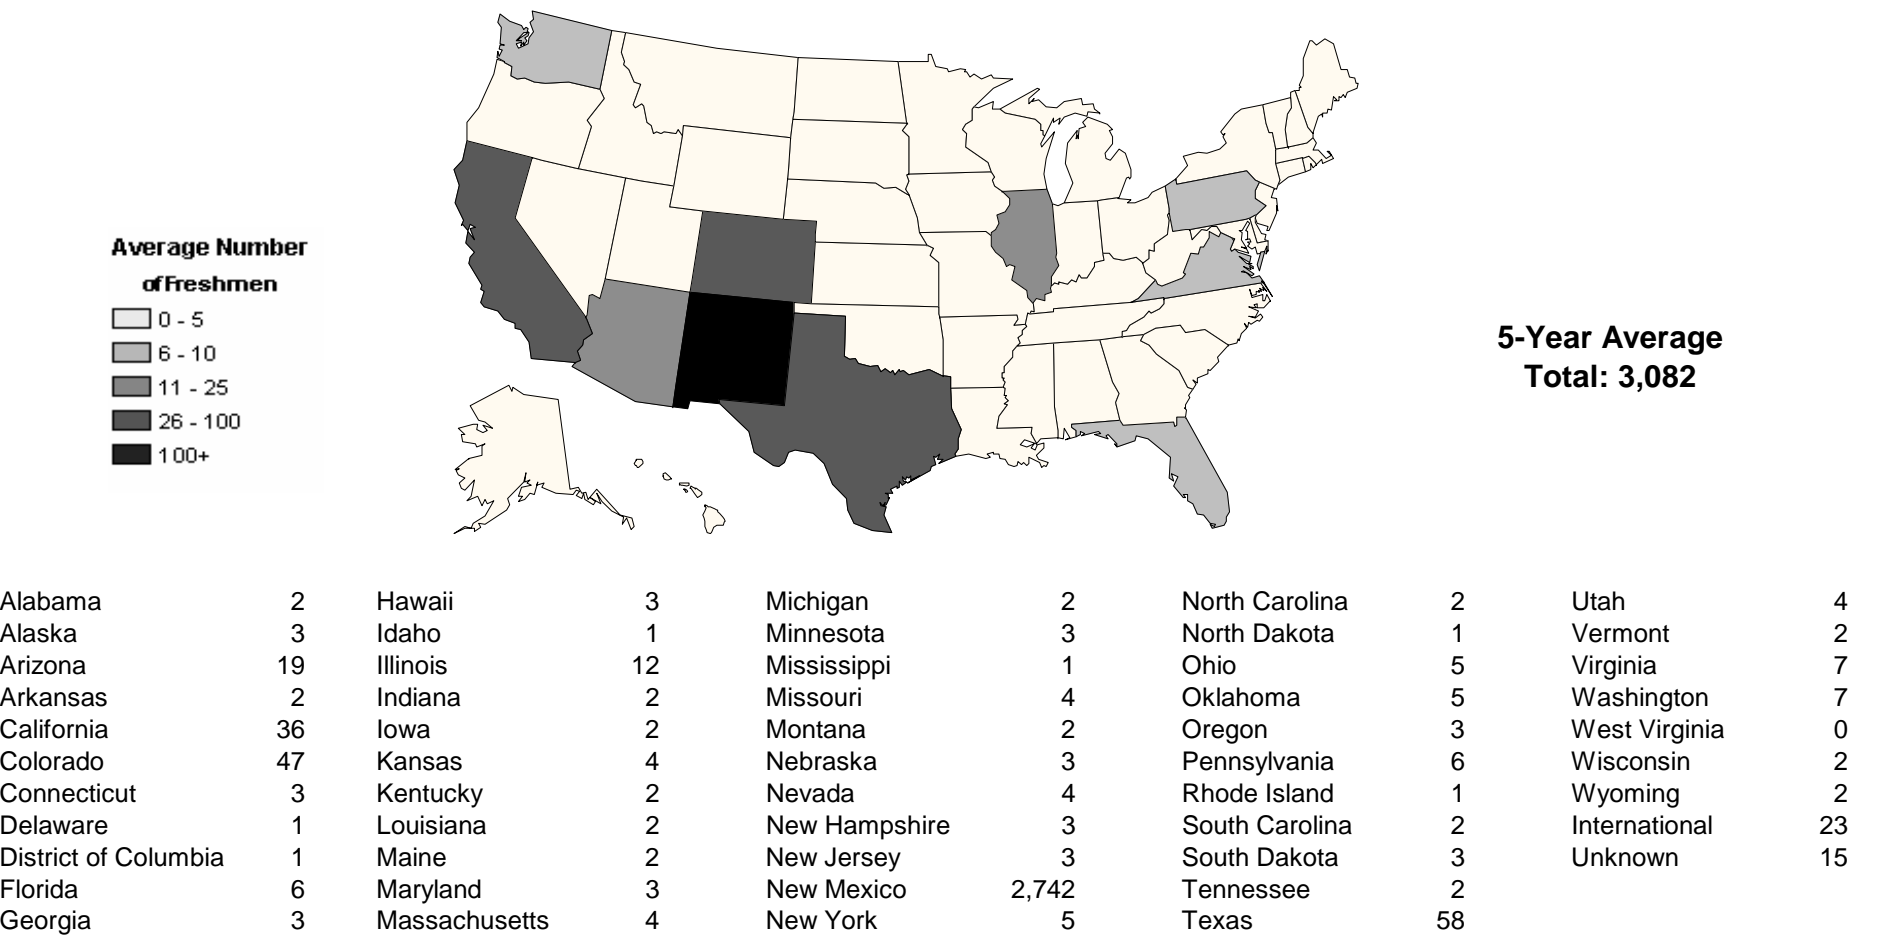 Average Number
of Freshmen
0 - 5
6 - 10
11 - 25
26 - 100
100+
5-Year Average
Total: 3,082
Alabama 2 Hawaii 3 Michigan 2 North Carolina 2 Utah 4
Alaska 3 Idaho 1 Minnesota 3 North Dakota 1 Vermont 2
Arizona 19 Illinois 12 Mississippi 1 Ohio 5 Virginia 7
Arkansas 2 Indiana 2 Missouri 4 Oklahoma 5 Washington 7
California 36 Iowa 2 Montana 2 Oregon 3 West Virginia 0
Colorado 47 Kansas 4 Nebraska 3 Pennsylvania 6 Wisconsin 2
Connecticut 3 Kentucky 2 Nevada 4 Rhode Island 1 Wyoming 2
Delaware 1 Louisiana 2 New Hampshire 3 South Carolina 2 International 23
District of Columbia 1 Maine 2 New Jersey 3 South Dakota 3 Unknown 15
Florida 6 Maryland 3 New Mexico 2,742 Tennessee 2
Georgia 3 Massachusetts 4 New York 5 Texas 58